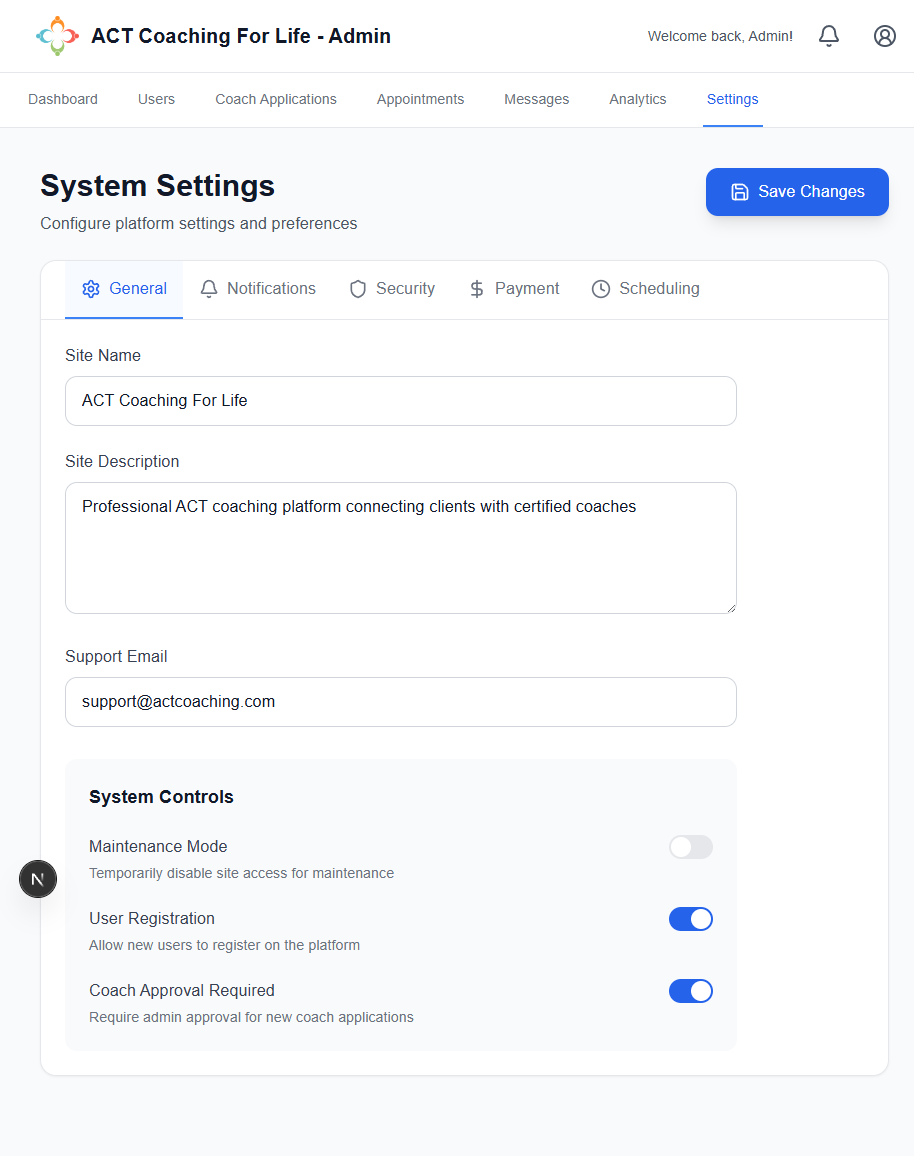 ACT Coaching For Life - Admin
Welcome back, Admin!
Dashboard
Users
Coach Applications
Appointments
Messages
Analytics
Settings
System Settings
Save Changes
Configure platform settings and preferences
General
Notifications
Security
Payment
Scheduling
Site Name
ACT Coaching For Life
Site Description
Professional ACT coaching platform connecting clients with certified coaches
Support Email
support@actcoaching.com
System Controls
Maintenance Mode
Temporarily disable site access for maintenance
N
User Registration
Allow new users to register on the platform
Coach Approval Required
Require admin approval for new coach applications